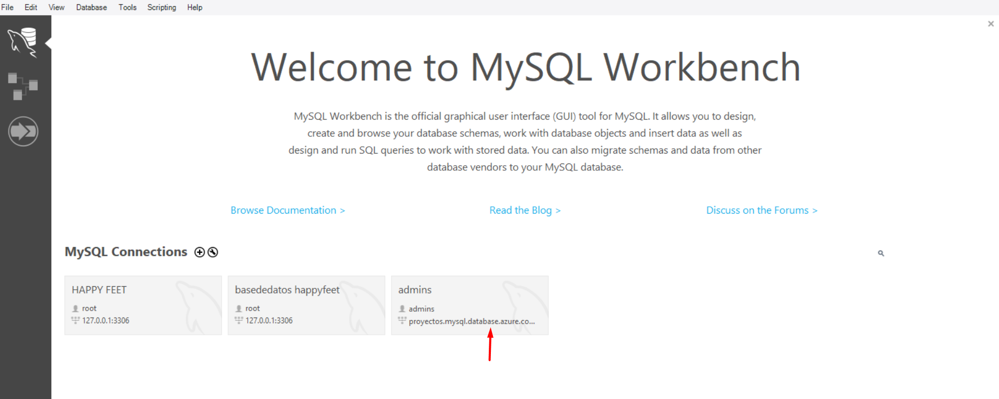 File Edit View Database Tools Scripting Help
Welcome to MySQL Workbench
MySQL Workbench is the official graphical user interface (GUI) tool for MySQL. It allows you to design,
create and browse your database schemas, work with database objects and insert data as well as
design and run SQL queries to work with stored data. You can also migrate schemas and data from other
database vendors to your MySQL database.
Browse Documentation >
Read the Blog >
Discuss on the Forums >
MySQL Connections
HAPPY FEET
root
127.0.0.1:3306
basededatos happyfeet
root
127.0.0.1:3306
admins
admins
proyectos.mysql.database.azure.co...